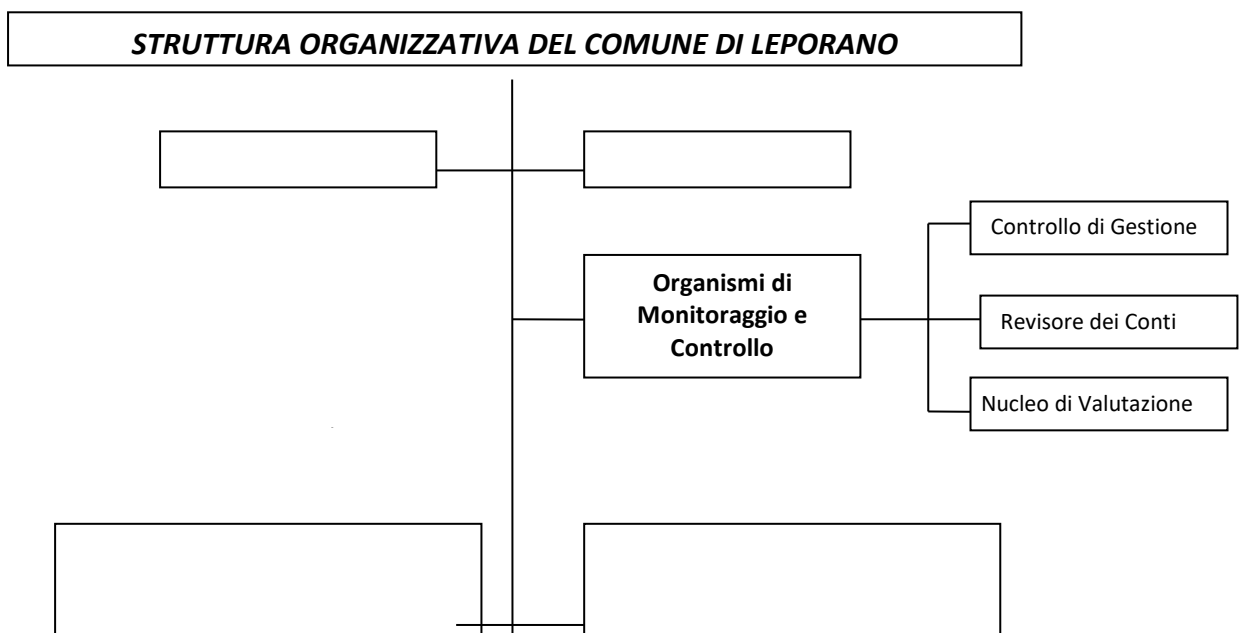 STRUTTURA ORGANIZZATIVA DEL COMUNE DI LEPORANO
Controllo di Gestione
Organismi di
Monitoraggio e
Controllo
Revisore dei Conti
Nucleo di Valutazione